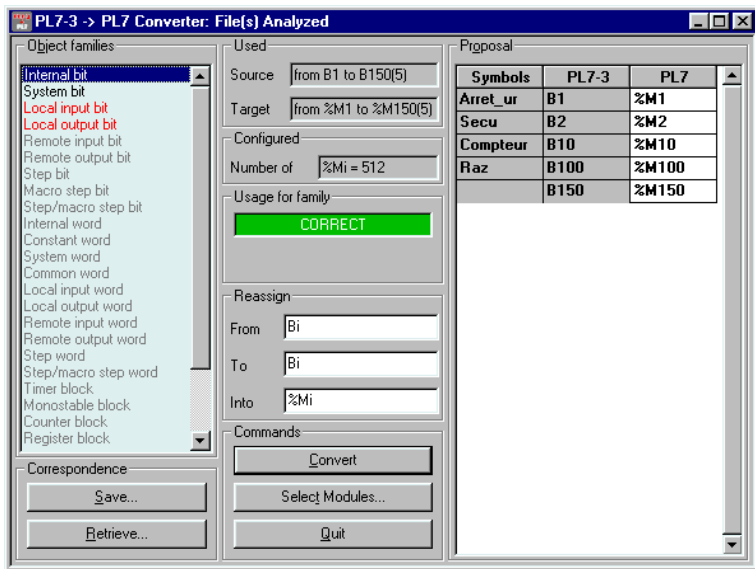 PL7-3 -> PL7 Converter: File(s) Analyzed
Object families
Internal bit
System bit
Local input bit
Local output bit
Remote input bit
Remote output bit
Step bit
Macro step bit
Step/macro step bit
Internal word
Constant word
System word
Common word
Local input word
Local output word
Remote input word
Remote output word
Step word
Step/macro step word
Timer block
Monostable block
Counter block
Register block
Correspondence
Save...
Retrieve...
Used
Source from B1 to B150(5)
Target from %M1 to %M150(5)
Configured
Number of %Mi = 512
Usage for family
CORRECT
Reassign
From Bi
To Bi
Into %Mi
Commands
Convert
Select Modules...
Quit
Proposal
Symbols PL7-3 PL7
Arret_ur B1 %M1
Secu B2 %M2
Compteur B10 %M10
Raz B100 %M100
B150 %M150